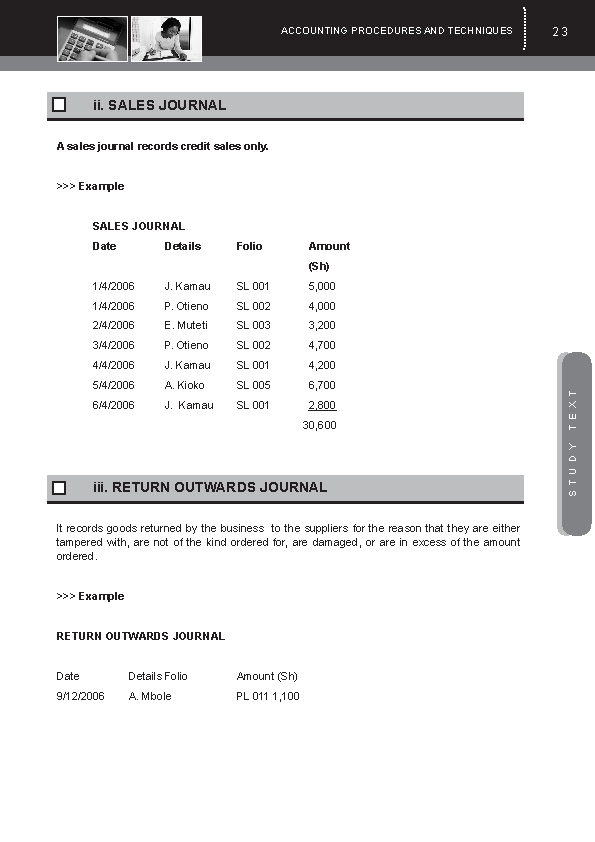 ACCOUNTING PROCEDURES AND TECHNIQUES 23
ii. SALES JOURNAL
A sales journal records credit sales only.
>>> Example
SALES JOURNAL
Date Details Folio Amount
(Sh)
1/4/2006 J. Kamau SL 001 5,000
1/4/2006 P. Otieno SL 002 4,000
2/4/2006 E. Muteti SL 003 3,200
3/4/2006 P. Otieno SL 002 4,700
4/4/2006 J. Kamau SL 001 4,200
5/4/2006 A. Kioko SL 005 6,700
6/4/2006 J. Kamau SL 001 2,800
30,600
STUDY TEXT
iii. RETURN OUTWARDS JOURNAL
It records goods returned by the business to the suppliers for the reason that they are either
tampered with, are not of the kind ordered for, are damaged, or are in excess of the amount
ordered.
>>> Example
RETURN OUTWARDS JOURNAL
Date Details Folio Amount (Sh)
9/12/2006 A. Mbole PL 011 1,100